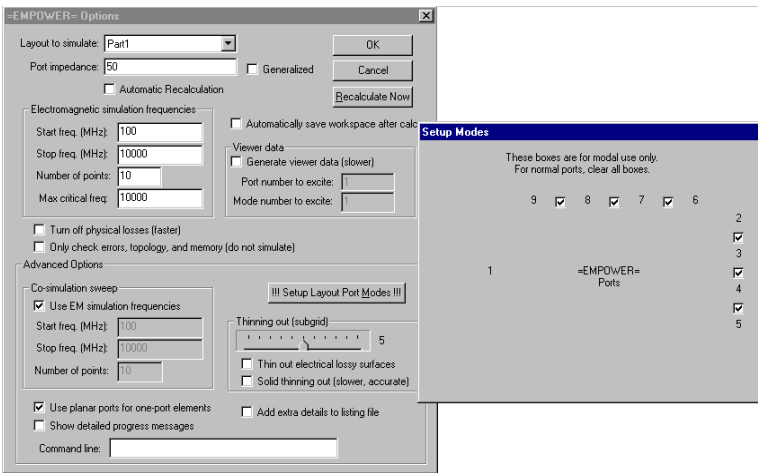 =EMPOWER= Options
Layout to simulate: Part1
OK
Port impedance: 50
Generalized
Cancel
Automatic Recalculation
Recalculate Now
Electromagnetic simulation frequencies
Start freq. (MHz): 100
Stop freq. (MHz): 10000
Number of points: 10
Max critical freq: 10000
Automatically save workspace after calc
Viewer data
Generate viewer data (slower)
Port number to excite: 1
Mode number to excite: 1
Turn off physical losses (faster)
Only check errors, topology, and memory (do not simulate)
Advanced Options
Co-simulation sweep
Use EM simulation frequencies
Start freq. (MHz): 100
Stop freq. (MHz): 10000
Number of points: 10
!!! Setup Layout Port Modes !!!
Thinning out (subgrid)
5
Thin out electrical lossy surfaces
Solid thinning out (slower, accurate)
Use planar ports for one-port elements
Add extra details to listing file
Show detailed progress messages
Command line:
Setup Modes
These boxes are for modal use only.
For normal ports, clear all boxes.
9 8 7 6
2
3
1
=EMPOWER=
Ports
4
5